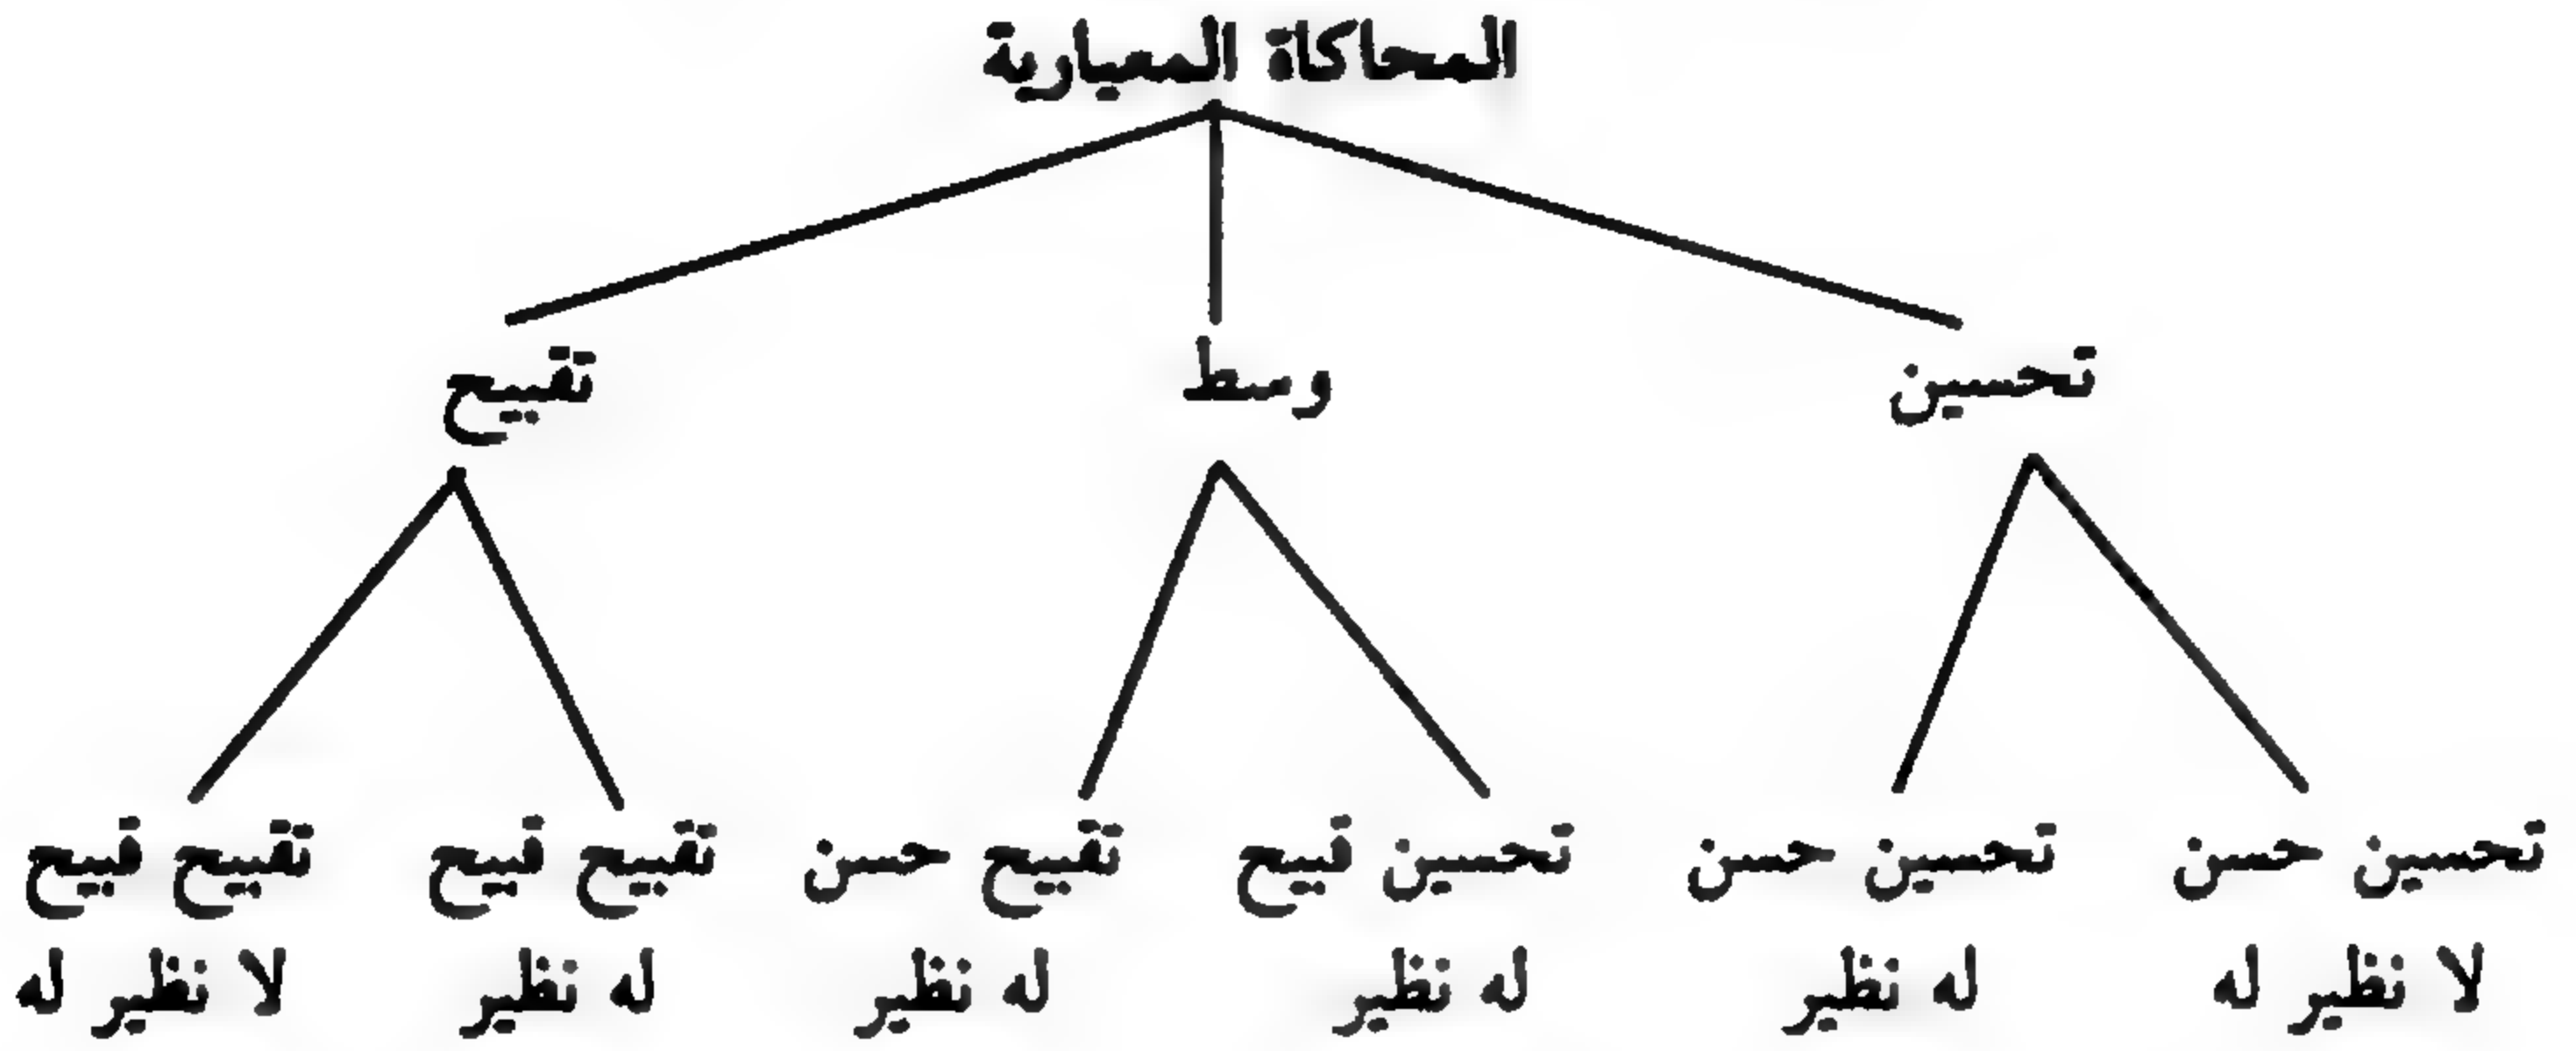 المحاكاة المعيارية
تحسين وسط تقبيح
تحسين حسن تحسين حسن تحسين قبيح تقبيح حسن تقبيح قبيح تقبيح قبيح
لا نظير له له نظير له نظير له نظير له نظير لا نظير له